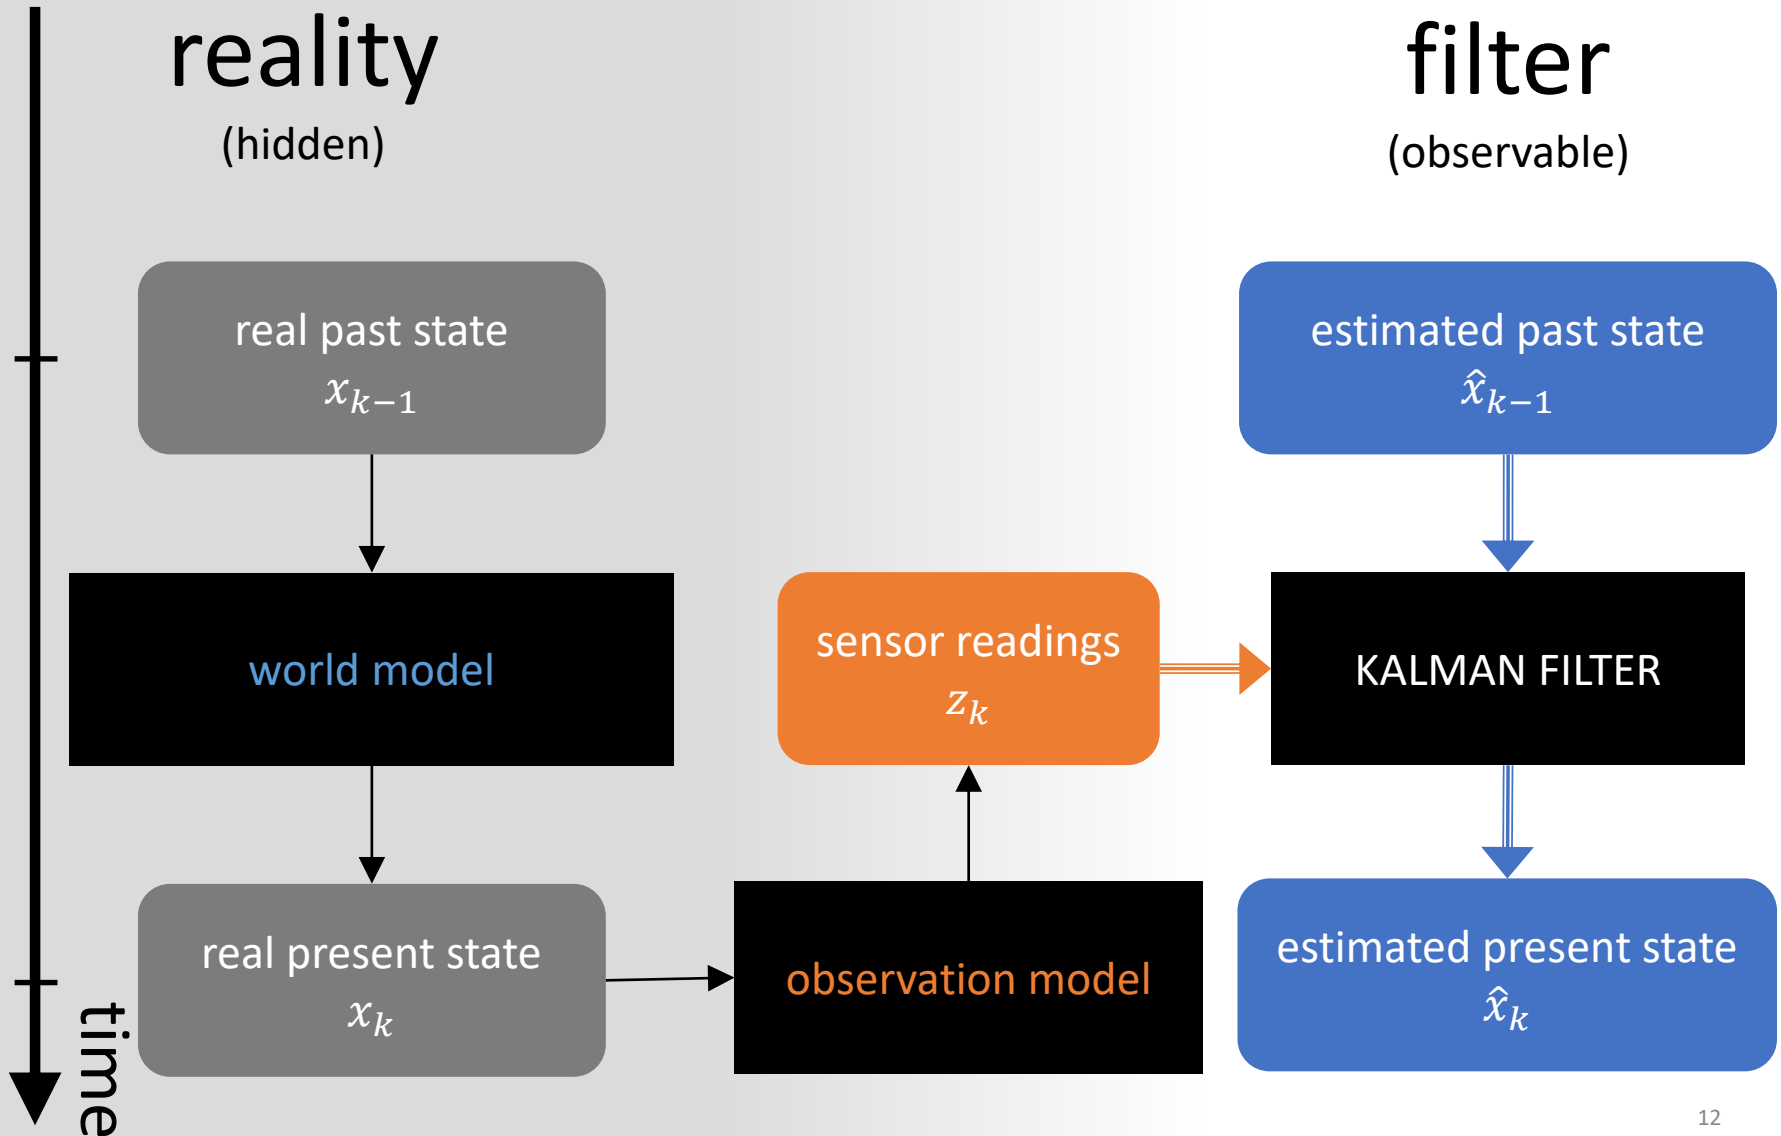 reality
(hidden)
filter
(observable)
real past state
x_{k−1}
estimated past state
x̂_{k−1}
world model
sensor readings
z_k
KALMAN FILTER
real present state
x_k
observation model
estimated present state
x̂_k
time
12